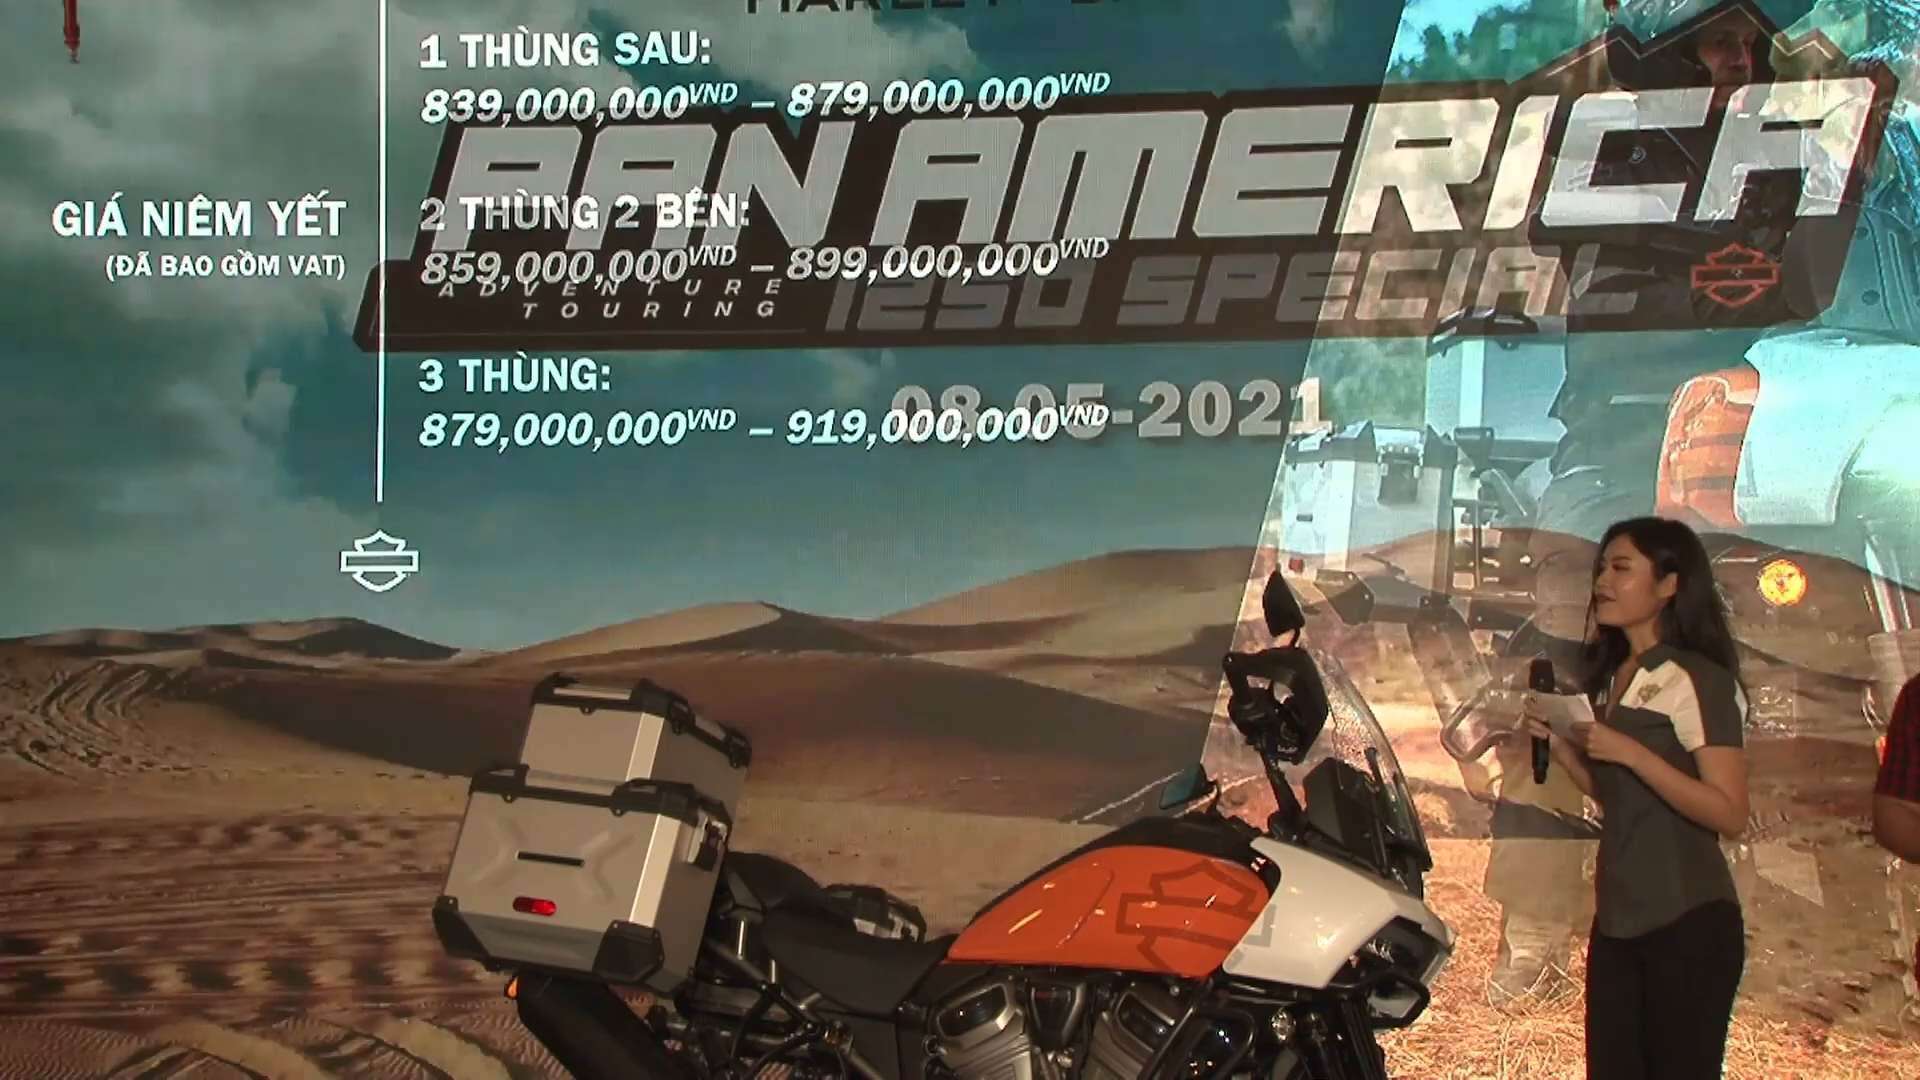 1 THÙNG SAU:
839,000,000VND – 879,000,000VND
PAN AMERICA
GIÁ NIÊM YẾT
2 THÙNG 2 BÊN:
(ĐÃ BAO GỒM VAT)
859,000,000VND – 899,000,000VND
ADVENTURE
TOURING
1250 SPECIAL
3 THÙNG:
08-05-2021
879,000,000VND – 919,000,000VND